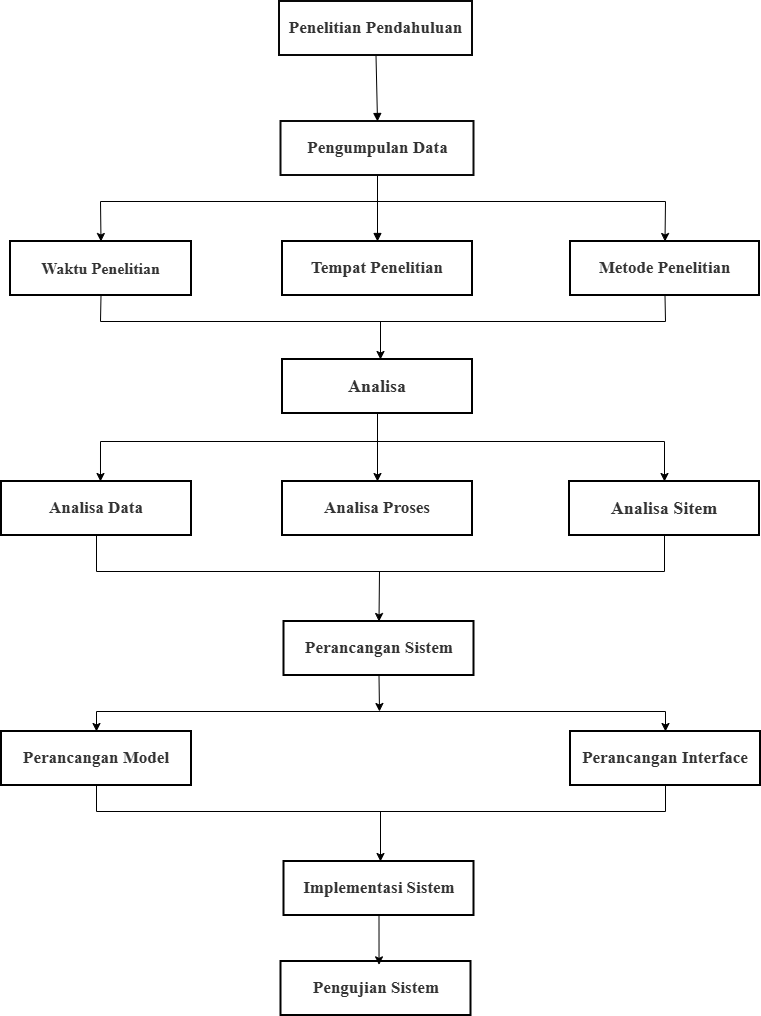 Penelitian Pendahuluan
Pengumpulan Data
Waktu Penelitian
Tempat Penelitian
Metode Penelitian
Analisa
Analisa Data
Analisa Proses
Analisa Sitem
Perancangan Sistem
Perancangan Model
Perancangan Interface
Implementasi Sistem
Pengujian Sistem